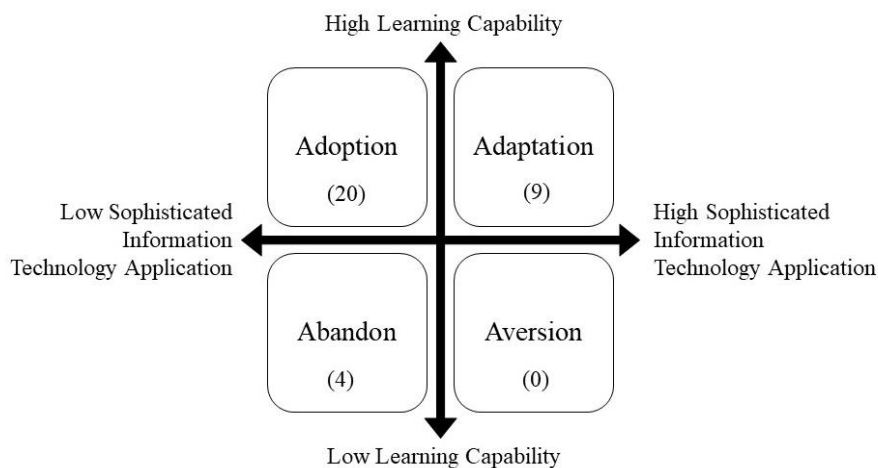 High Learning Capability
Adoption
(20)
Adaptation
(9)
Low Sophisticated
Information
Technology Application
High Sophisticated
Information
Technology Application
Abandon
(4)
Aversion
(0)
Low Learning Capability